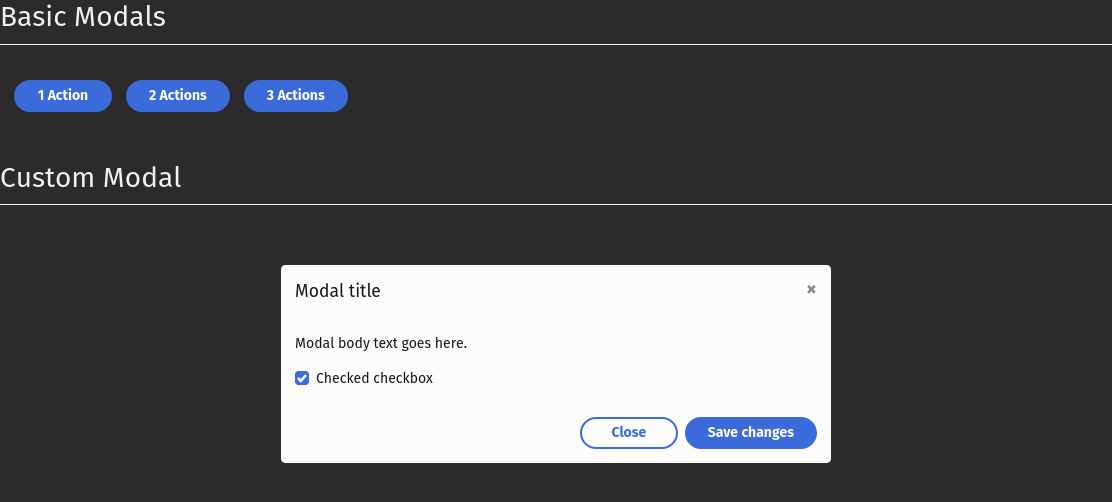 Basic Modals
1 Action 2 Actions 3 Actions
Custom Modal
Modal title ×
Modal body text goes here.
Checked checkbox
Close Save changes